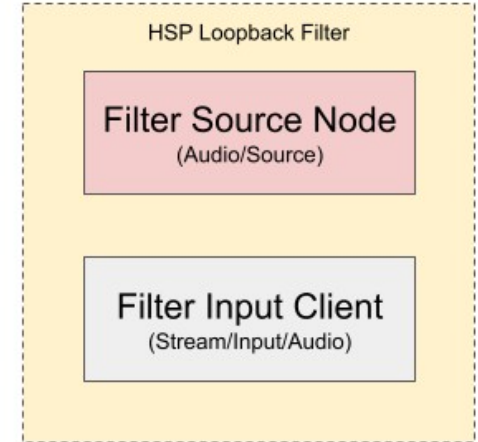 HSP Loopback Filter
Filter Source Node
(Audio/Source)
Filter Input Client
(Stream/Input/Audio)